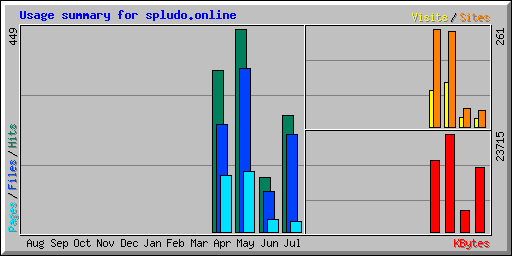 Usage summary for spludo.online
Visits/Sites
449
261
Pages/Files/Hits
23715
Aug Sep Oct Nov Dec Jan Feb Mar Apr May Jun Jul
KBytes